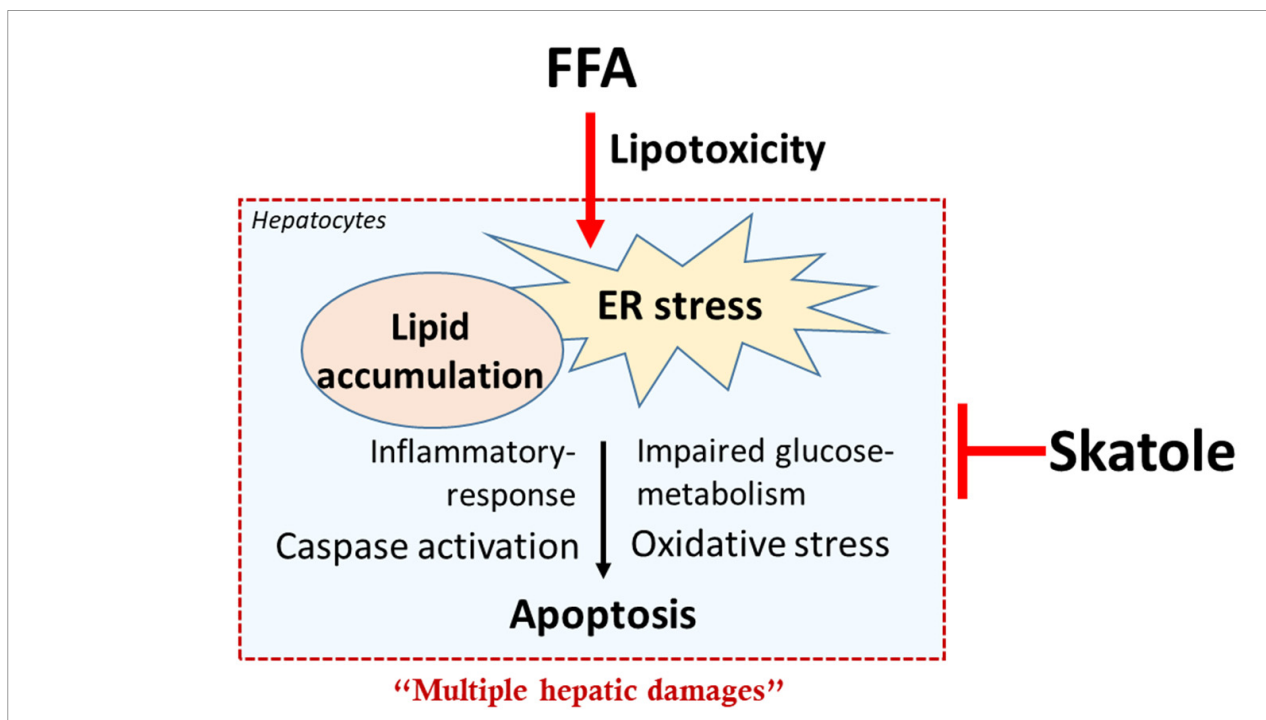 FFA
Lipotoxicity
Hepatocytes
ER stress
Lipid
accumulation
Inflammatory-
response
Impaired glucose-
metabolism
Caspase activation
Oxidative stress
Apoptosis
Skatole
“Multiple hepatic damages”